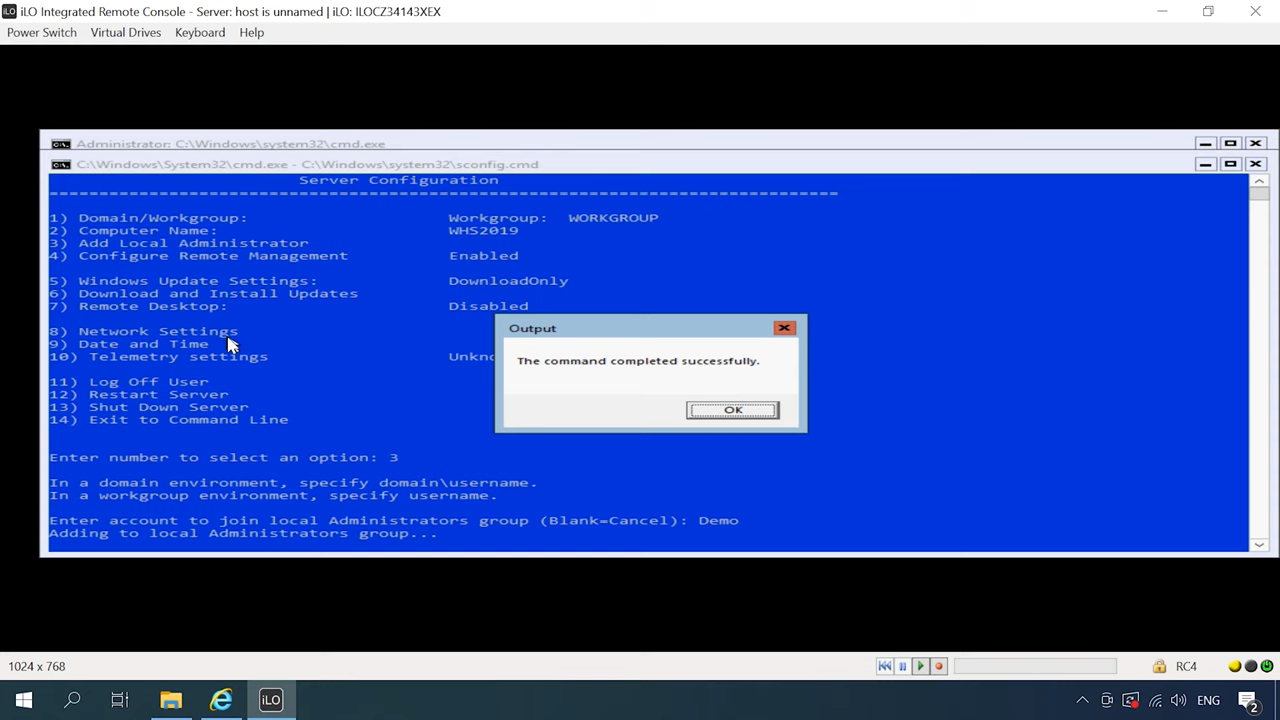 iLO Integrated Remote Console - Server: host is unnamed | iLO: ILOCZ34143XEX
Power Switch Virtual Drives Keyboard Help
Administrator: C:\Windows\system32\cmd.exe
C:\Windows\System32\cmd.exe - C:\Windows\system32\sconfig.cmd
Server Configuration
===============================================================================
1) Domain/Workgroup: Workgroup: WORKGROUP
2) Computer Name: WHS2019
3) Add Local Administrator
4) Configure Remote Management Enabled
5) Windows Update Settings: DownloadOnly
6) Download and Install Updates
7) Remote Desktop: Disabled
8) Network Settings
9) Date and Time
10) Telemetry settings Unkno
11) Log Off User
12) Restart Server
13) Shut Down Server
14) Exit to Command Line
Output
The command completed successfully.
OK
Enter number to select an option: 3
In a domain environment, specify domain\username.
In a workgroup environment, specify username.
Enter account to join local Administrators group (Blank=Cancel): Demo
Adding to local Administrators group...
1024 x 768
RC4
iLO
ENG
2